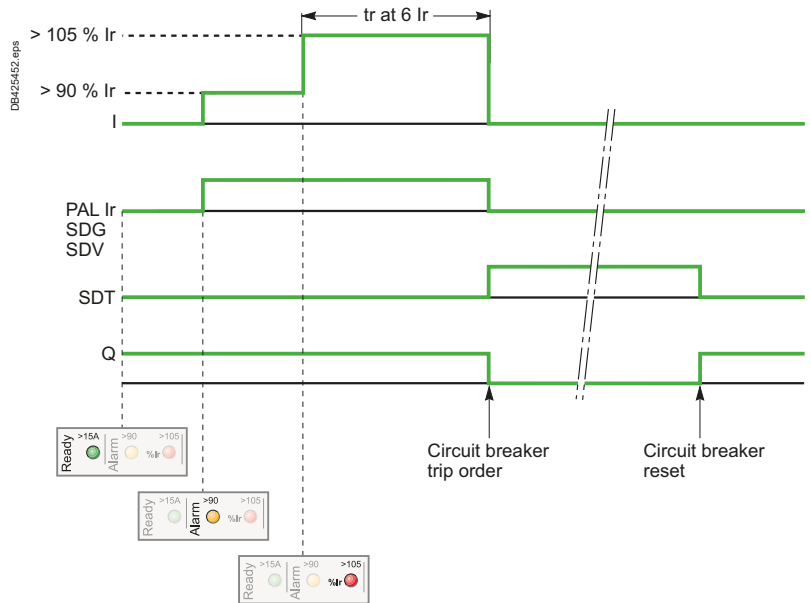 tr at 6 Ir
> 105 % Ir
DB425452.eps
> 90 % Ir
I
PAL Ir
SDG
SDV
SDT
Q
Circuit breaker
trip order
Circuit breaker
reset
Ready >15A Alarm >90 %Ir >105
Ready >15A Alarm >90 %Ir >105
Ready >15A Alarm >90 %Ir >105